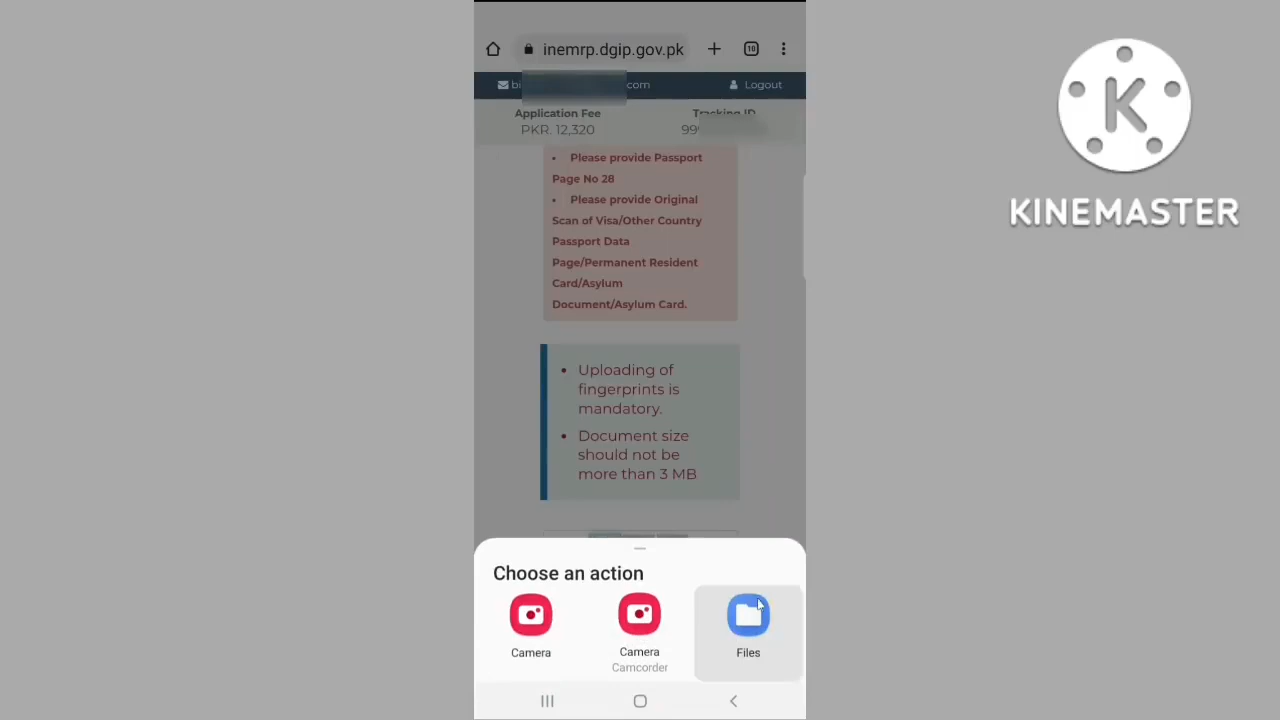 inemrp.dgip.gov.pk
10
bi com Logout
Application Fee Tracking ID
PKR. 12,320 99
• Please provide Passport
Page No 28
• Please provide Original
Scan of Visa/Other Country
Passport Data
Page/Permanent Resident
Card/Asylum
Document/Asylum Card.
• Uploading of
fingerprints is
mandatory.
• Document size
should not be
more than 3 MB
Choose an action
Camera
Camera
Camcorder
Files
K
KINEMASTER